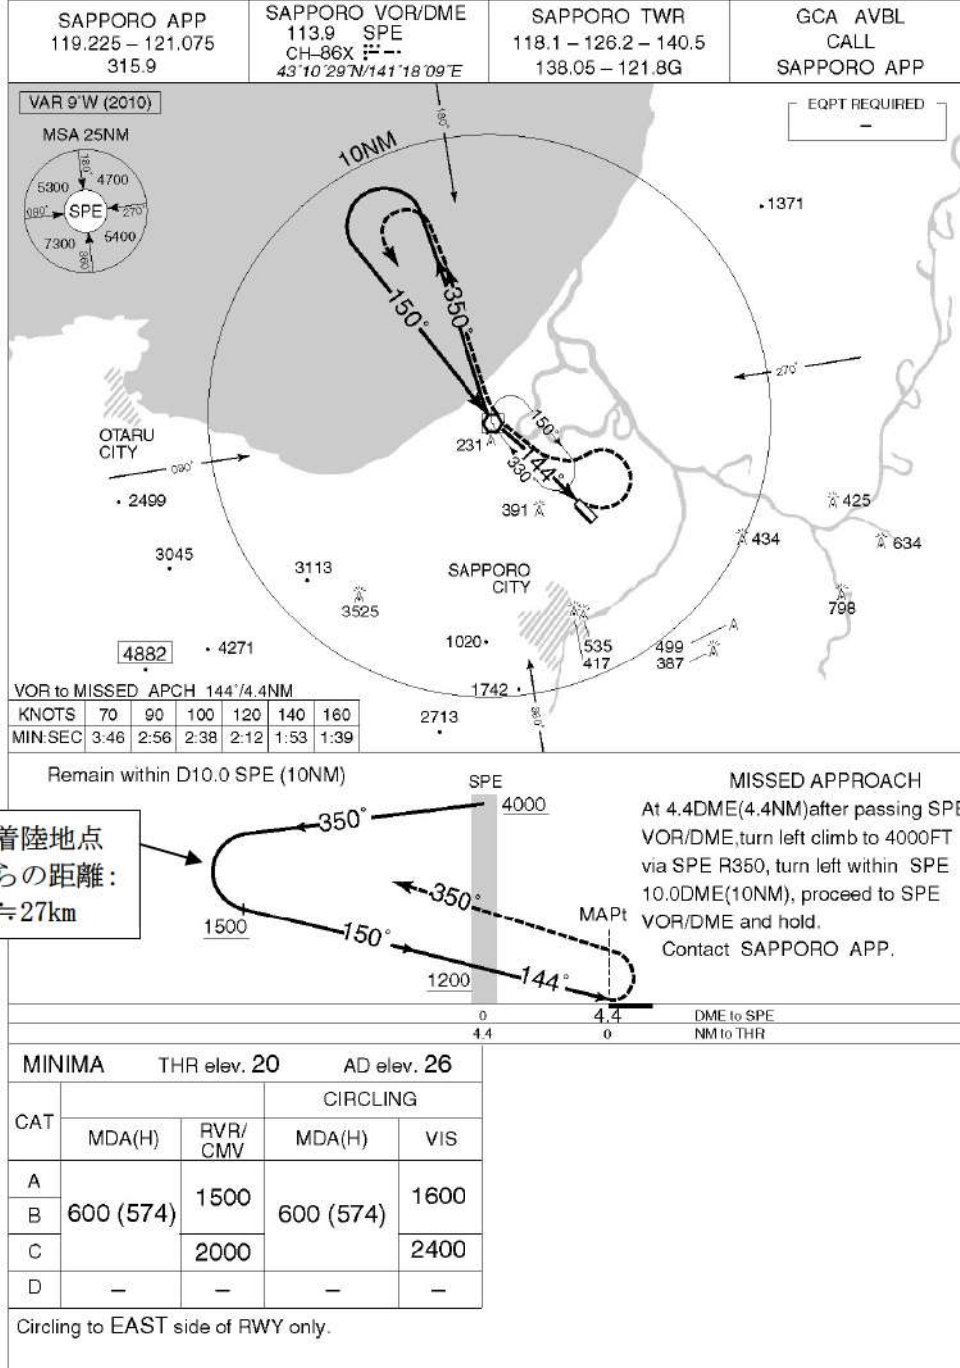 SAPPORO APP
119.225 – 121.075
315.9
SAPPORO VOR/DME
113.9 SPE
CH–86X
43°10'29"N/141°18'09"E
SAPPORO TWR
118.1 – 126.2 – 140.5
138.05 – 121.8G
GCA AVBL
CALL
SAPPORO APP
VAR 9°W (2010)
MSA 25NM
180°
5300
4700
090°
SPE
270°
7300
5400
360°
EQPT REQUIRED
–
10NM
180°
1371
150°
350°
270°
OTARU
CITY
090°
231
150°
330°
144°
2499
391
425
434
634
3045
3113
3525
SAPPORO
CITY
798
4882
4271
1020
535
417
499
387
1742
360°
2713
VOR to MISSED APCH 144°/4.4NM
KNOTS 70 90 100 120 140 160
MIN:SEC 3:46 2:56 2:38 2:12 1:53 1:39
Remain within D10.0 SPE (10NM)
SPE
4000
350°
着陸地点
らの距離:
≒27km
1500
150°
350°
1200
144°
MAPt
MISSED APPROACH
At 4.4DME(4.4NM)after passing SPE
VOR/DME,turn left climb to 4000FT
via SPE R350, turn left within SPE
10.0DME(10NM), proceed to SPE
VOR/DME and hold.
Contact SAPPORO APP.
0 4.4 DME to SPE
4.4 0 NM to THR
MINIMA THR elev. 20 AD elev. 26
CAT
CIRCLING
MDA(H) RVR/CMV MDA(H) VIS
A
B
600 (574) 1500 600 (574) 1600
C 2000 2400
D – – – –
Circling to EAST side of RWY only.